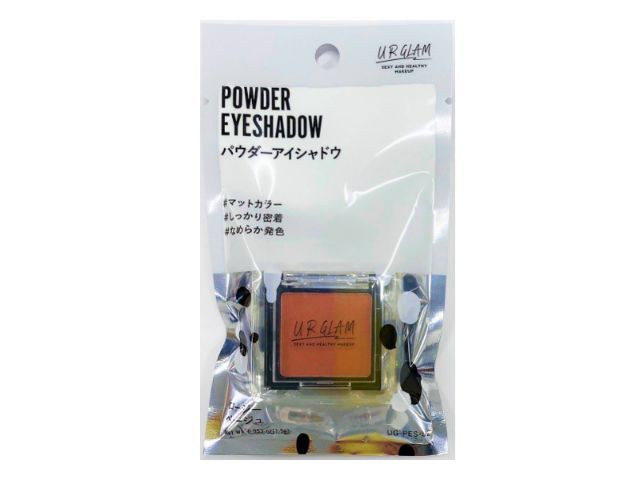 UR GLAM
SEXY AND HEALTHY
MAKEUP
POWDER
EYESHADOW
パウダーアイシャドウ
#マットカラー
#しっかり密着
#なめらか発色
UR GLAM
SEXY AND HEALTHY MAKEUP